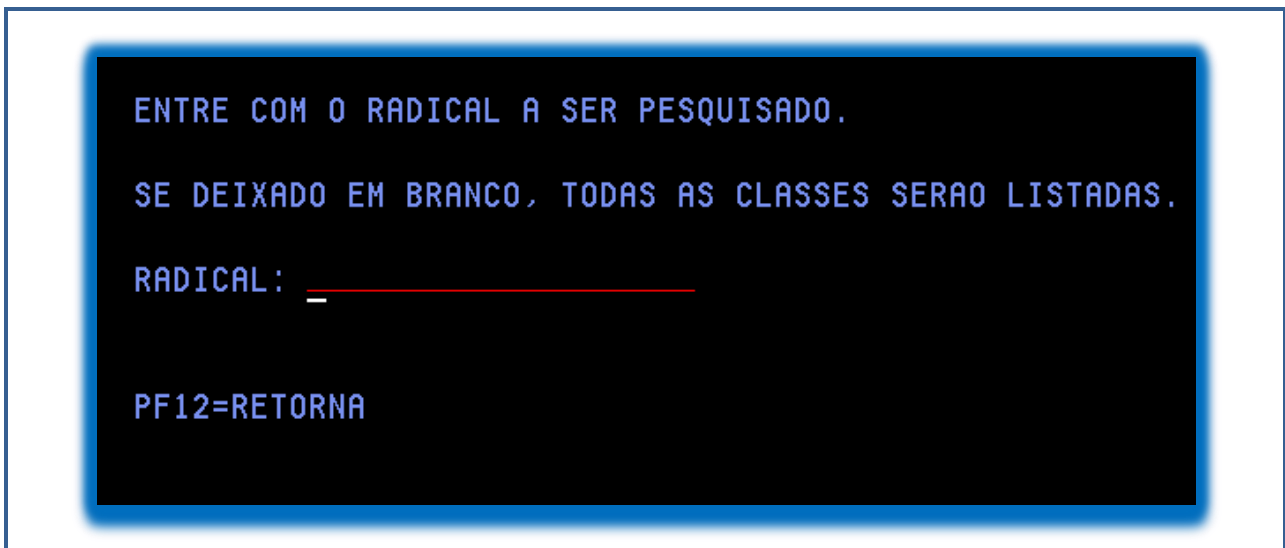 ENTRE COM O RADICAL A SER PESQUISADO.
SE DEIXADO EM BRANCO, TODAS AS CLASSES SERAO LISTADAS.
RADICAL:
PF12=RETORNA